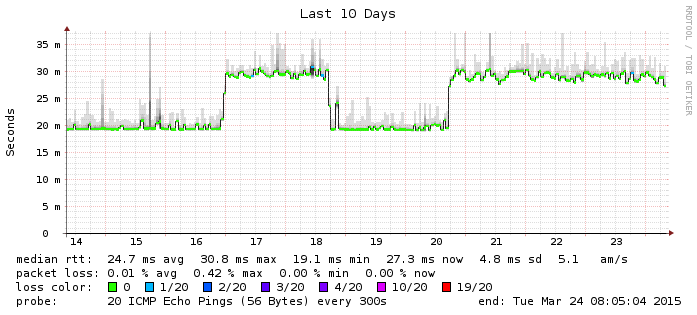 Last 10 Days
RRDTOOL / TOBI OETIKER
Seconds
35 m
30 m
25 m
20 m
15 m
10 m
5 m
0
14 15 16 17 18 19 20 21 22 23
median rtt: 24.7 ms avg 30.8 ms max 19.1 ms min 27.3 ms now 4.8 ms sd 5.1 am/s
packet loss: 0.01 % avg 0.42 % max 0.00 % min 0.00 % now
loss color: 0 1/20 2/20 3/20 4/20 10/20 19/20
probe: 20 ICMP Echo Pings (56 Bytes) every 300s end: Tue Mar 24 08:05:04 2015